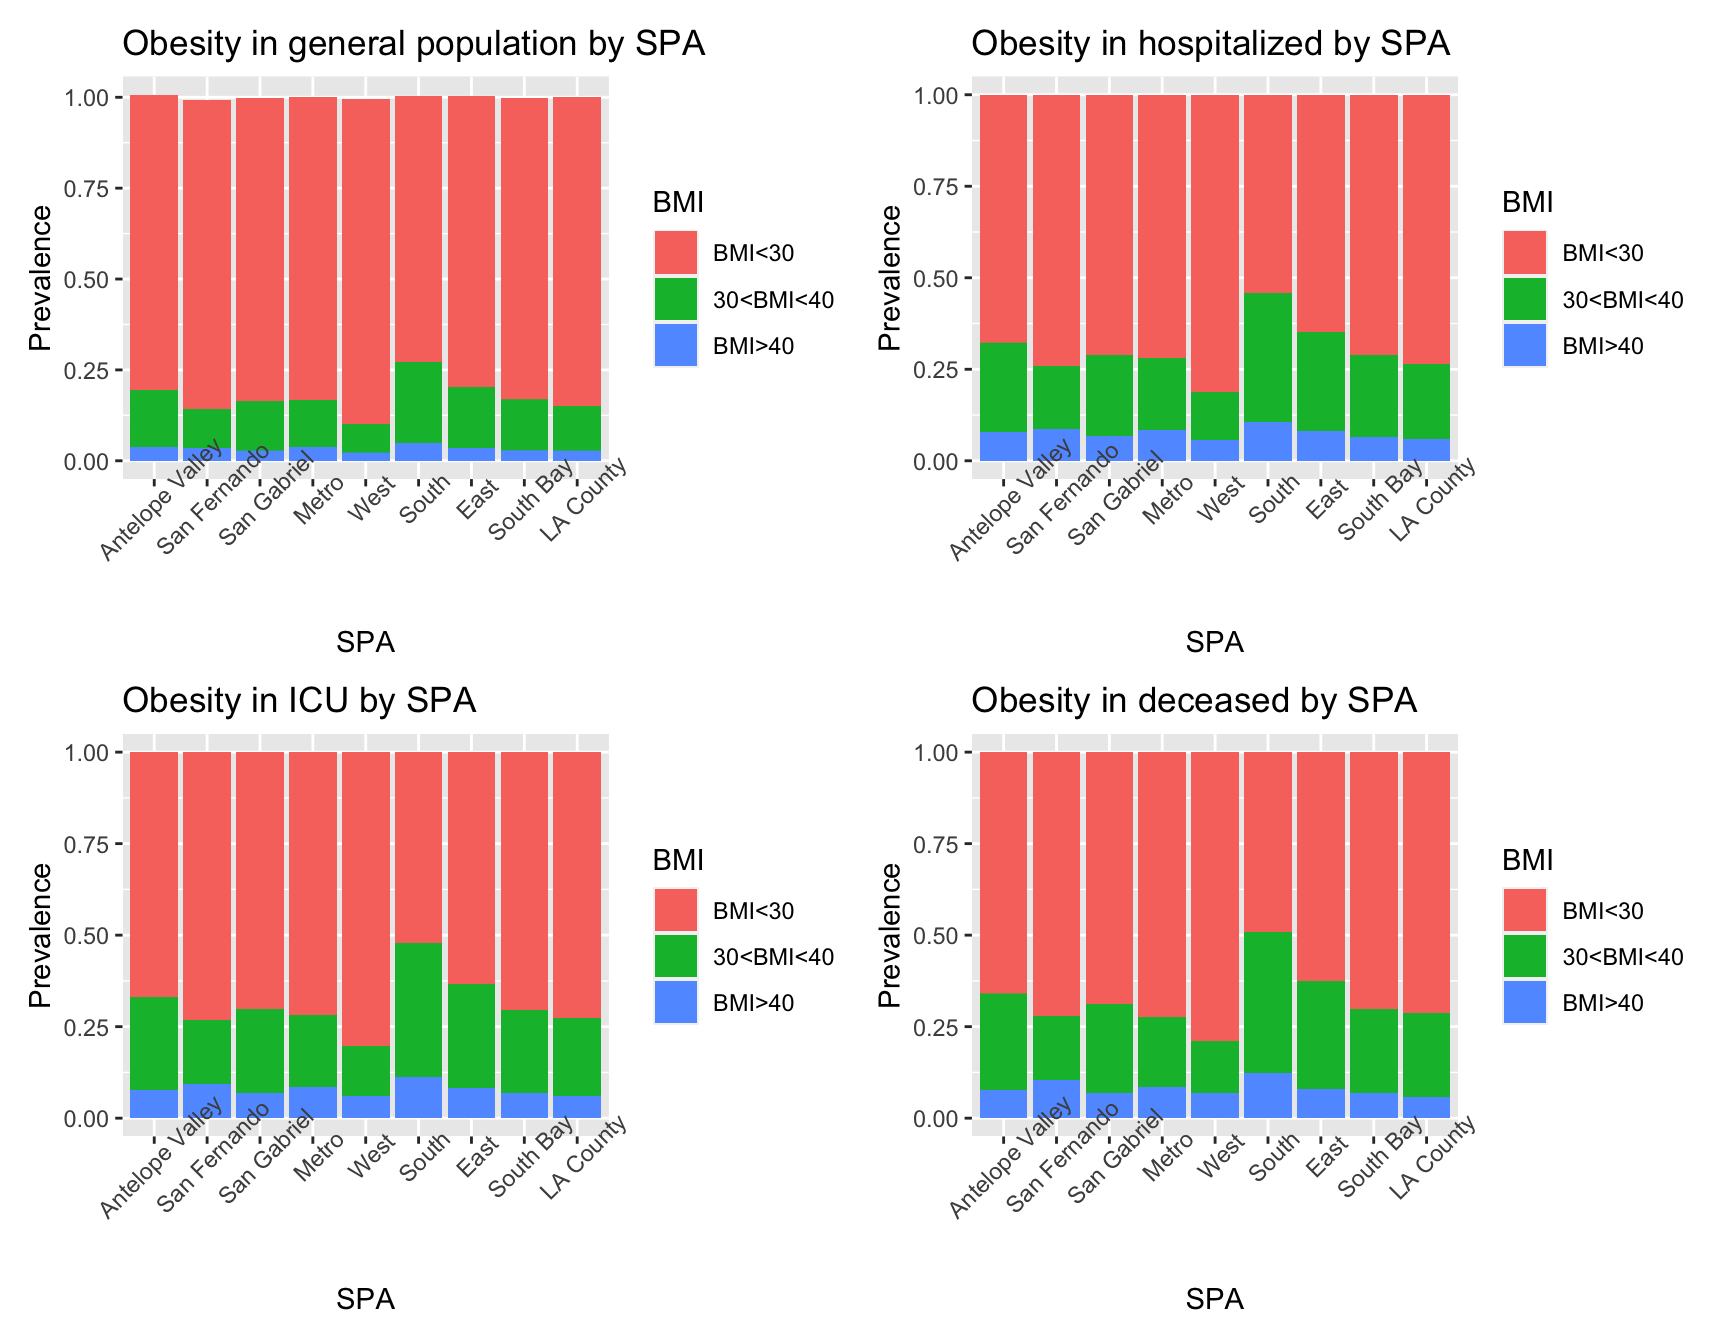 Obesity in general population by SPA
1.00
0.75
0.50
0.25
0.00
Prevalence
Antelope Valley
San Fernando
San Gabriel
Metro
West
South
East
South Bay
LA County
SPA
BMI
BMI<30
30<BMI<40
BMI>40
Obesity in hospitalized by SPA
1.00
0.75
0.50
0.25
0.00
Prevalence
Antelope Valley
San Fernando
San Gabriel
Metro
West
South
East
South Bay
LA County
SPA
BMI
BMI<30
30<BMI<40
BMI>40
Obesity in ICU by SPA
1.00
0.75
0.50
0.25
0.00
Prevalence
Antelope Valley
San Fernando
San Gabriel
Metro
West
South
East
South Bay
LA County
SPA
BMI
BMI<30
30<BMI<40
BMI>40
Obesity in deceased by SPA
1.00
0.75
0.50
0.25
0.00
Prevalence
Antelope Valley
San Fernando
San Gabriel
Metro
West
South
East
South Bay
LA County
SPA
BMI
BMI<30
30<BMI<40
BMI>40